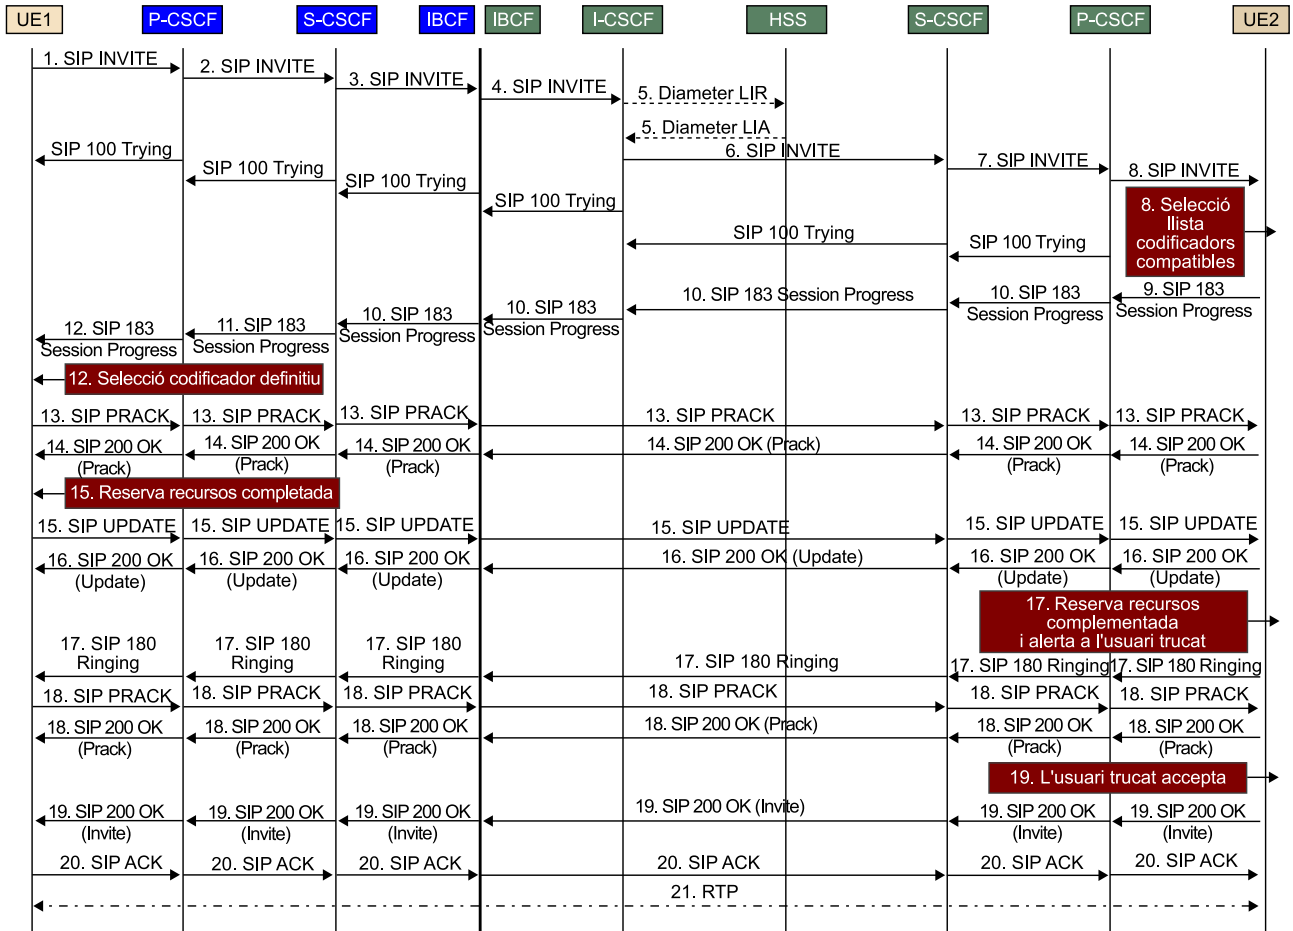 UE1
P-CSCF
S-CSCF
IBCF
IBCF
I-CSCF
HSS
S-CSCF
P-CSCF
UE2
1. SIP INVITE
2. SIP INVITE
3. SIP INVITE
4. SIP INVITE
5. Diameter LIR
5. Diameter LIA
6. SIP INVITE
7. SIP INVITE
8. SIP INVITE
SIP 100 Trying
SIP 100 Trying
SIP 100 Trying
SIP 100 Trying
SIP 100 Trying
SIP 100 Trying
8. Selecció
llista
codificadors
compatibles
9. SIP 183
Session Progress
10. SIP 183
Session Progress
10. SIP 183 Session Progress
10. SIP 183
Session Progress
10. SIP 183
Session Progress
11. SIP 183
Session Progress
12. SIP 183
Session Progress
12. Selecció codificador definitiu
13. SIP PRACK
13. SIP PRACK
13. SIP PRACK
13. SIP PRACK
13. SIP PRACK
13. SIP PRACK
14. SIP 200 OK
(Prack)
14. SIP 200 OK
(Prack)
14. SIP 200 OK
(Prack)
14. SIP 200 OK (Prack)
14. SIP 200 OK
(Prack)
14. SIP 200 OK
(Prack)
15. Reserva recursos completada
15. SIP UPDATE
15. SIP UPDATE
15. SIP UPDATE
15. SIP UPDATE
15. SIP UPDATE
15. SIP UPDATE
16. SIP 200 OK
(Update)
16. SIP 200 OK
(Update)
16. SIP 200 OK
(Update)
16. SIP 200 OK (Update)
16. SIP 200 OK
(Update)
16. SIP 200 OK
(Update)
17. Reserva recursos
complementada
i alerta a l'usuari trucat
17. SIP 180
Ringing
17. SIP 180
Ringing
17. SIP 180
Ringing
17. SIP 180 Ringing
17. SIP 180 Ringing
17. SIP 180 Ringing
18. SIP PRACK
18. SIP PRACK
18. SIP PRACK
18. SIP PRACK
18. SIP PRACK
18. SIP PRACK
18. SIP 200 OK
(Prack)
18. SIP 200 OK
(Prack)
18. SIP 200 OK
(Prack)
18. SIP 200 OK (Prack)
18. SIP 200 OK
(Prack)
18. SIP 200 OK
(Prack)
19. L'usuari trucat accepta
19. SIP 200 OK
(Invite)
19. SIP 200 OK
(Invite)
19. SIP 200 OK
(Invite)
19. SIP 200 OK (Invite)
19. SIP 200 OK
(Invite)
19. SIP 200 OK
(Invite)
20. SIP ACK
20. SIP ACK
20. SIP ACK
20. SIP ACK
20. SIP ACK
20. SIP ACK
21. RTP